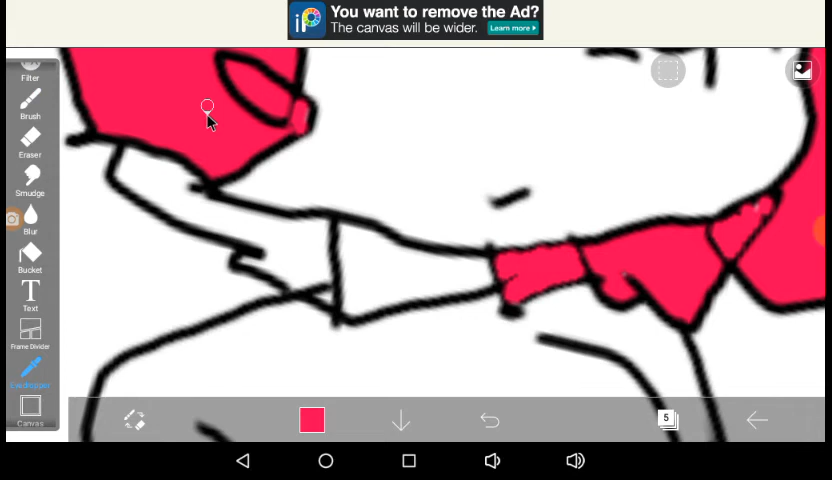 iP
You want to remove the Ad?
The canvas will be wider.
Learn more
Filter
Brush
Eraser
Smudge
Blur
Bucket
T
Text
Frame Divider
Eyedropper
Canvas
5